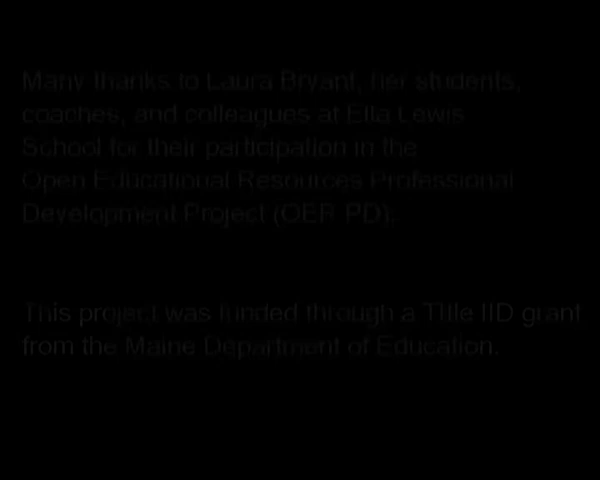 Many thanks to Laura Bryant, her students,
coaches, and colleagues at Ella Lewis
School for their participation in the
Open Educational Resources Professional
Development Project (OER PD).
This project was funded through a Title IID grant
from the Maine Department of Education.